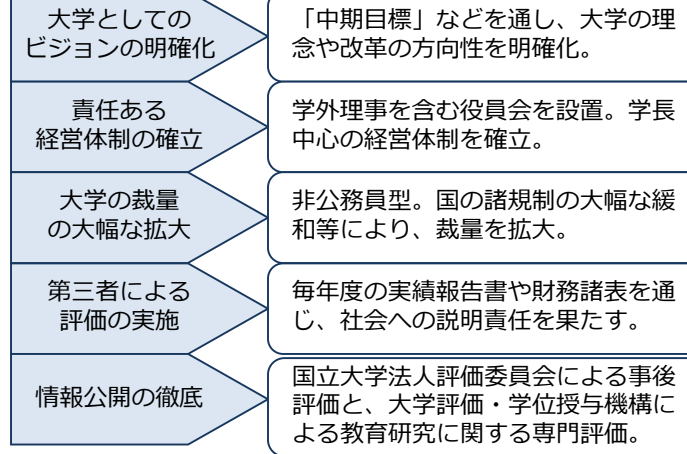 大学としての
ビジョンの明確化
「中期目標」などを通し、大学の理
念や改革の方向性を明確化。
責任ある
経営体制の確立
学外理事を含む役員会を設置。学長
中心の経営体制を確立。
大学の裁量
の大幅な拡大
非公務員型。国の諸規制の大幅な緩
和等により、裁量を拡大。
第三者による
評価の実施
毎年度の実績報告書や財務諸表を通
じ、社会への説明責任を果たす。
情報公開の徹底
国立大学法人評価委員会による事後
評価と、大学評価・学位授与機構に
よる教育研究に関する専門評価。